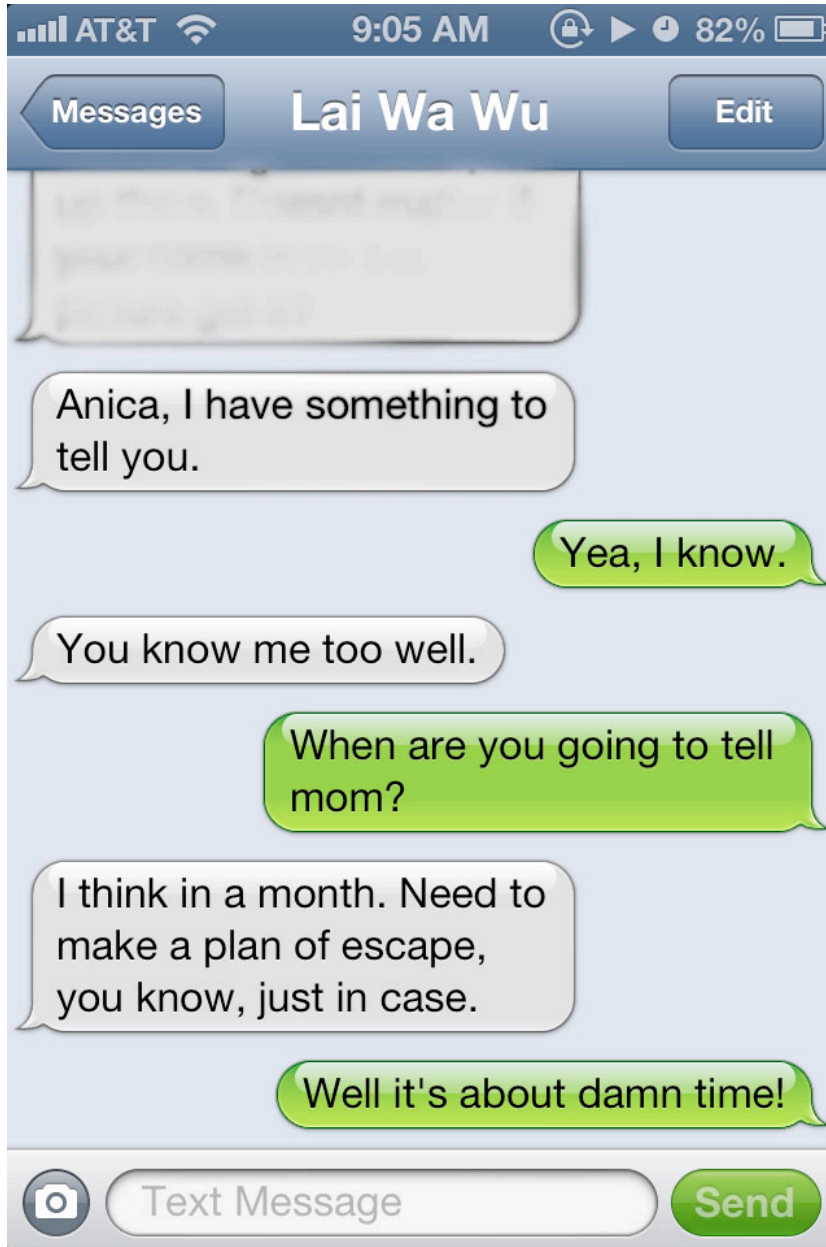 AT&T 9:05 AM 82%
Messages Lai Wa Wu Edit
Anica, I have something to
tell you.
Yea, I know.
You know me too well.
When are you going to tell
mom?
I think in a month. Need to
make a plan of escape,
you know, just in case.
Well it's about damn time!
Text Message Send